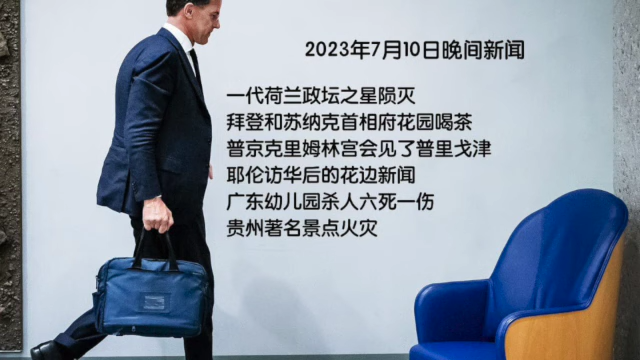 2023年7月10日晚间新闻
一代荷兰政坛之星陨灭
拜登和苏纳克首相府花园喝茶
普京克里姆林宫会见了普里戈津
耶伦访华后的花边新闻
广东幼儿园杀人六死一伤
贵州著名景点火灾